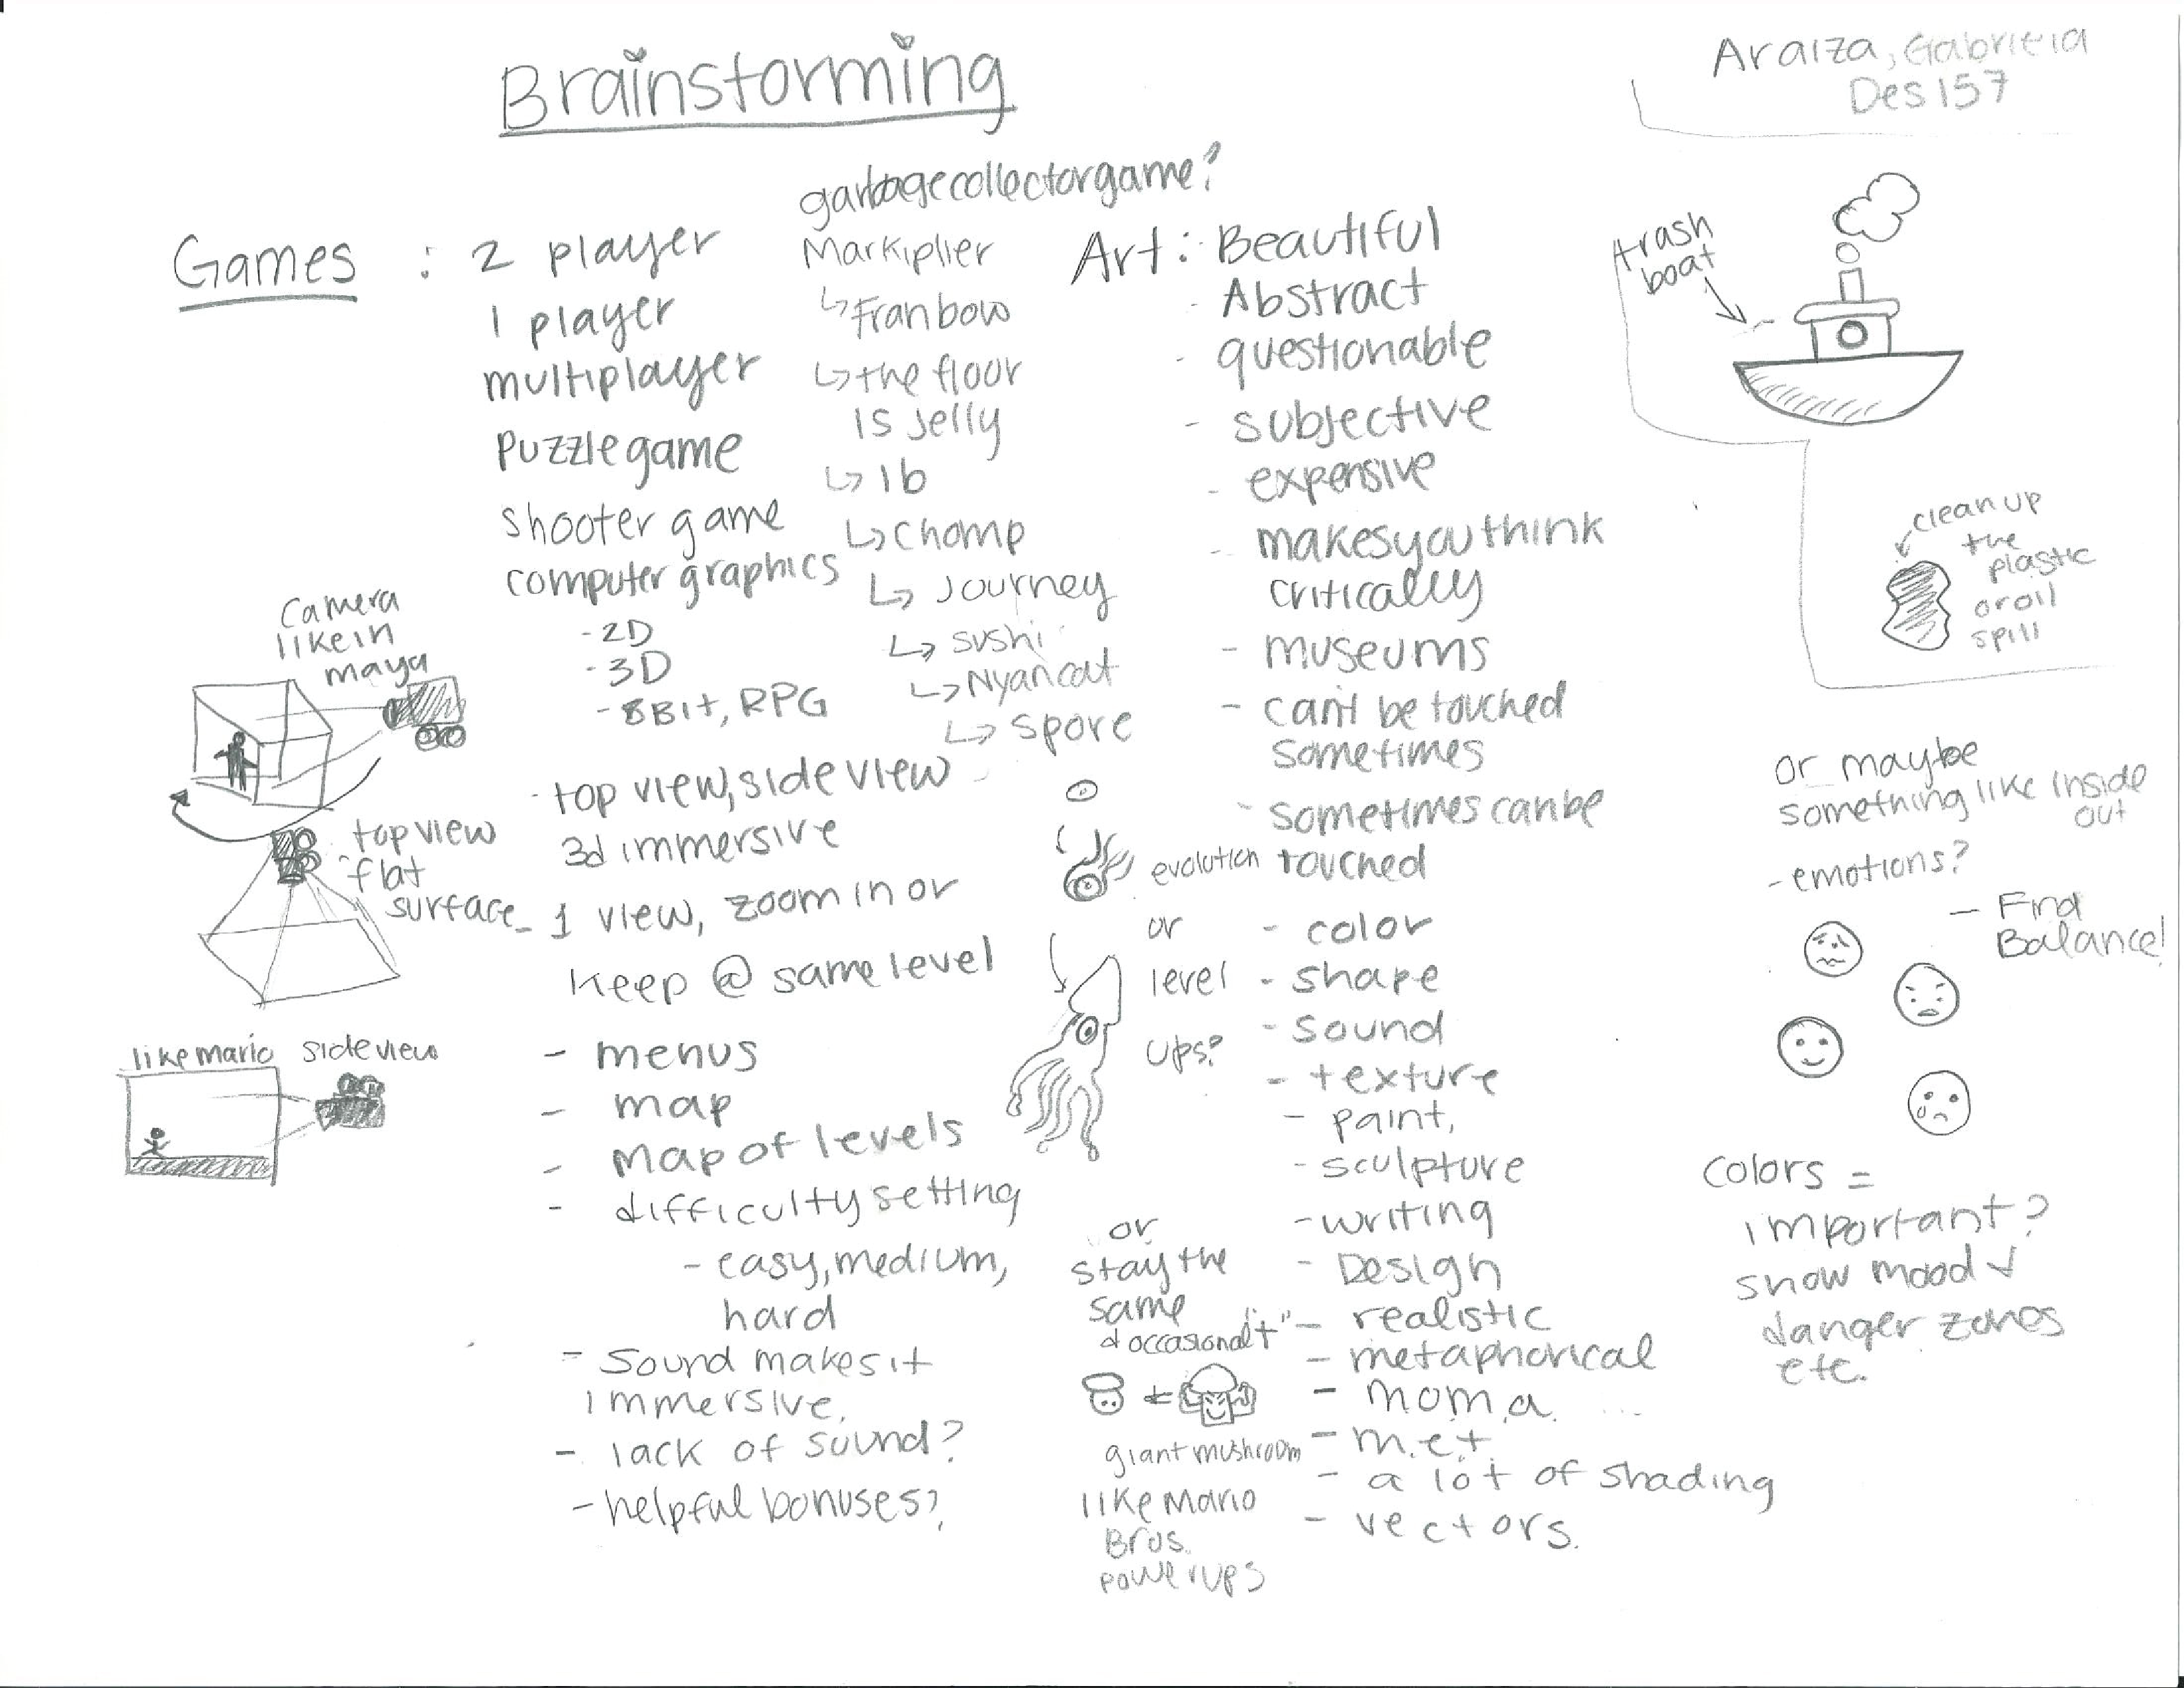 Brainstorming
Araiza, Gabriela
Des 157
garbage collector game?
Games : 2 player
1 player
multiplayer
puzzle game
shooter game
computer graphics
- 2D
- 3D
- 8Bit, RPG
- top view, side view
3d immersive
- 1 view, zoom in or
keep @ same level
- menus
- map
- map of levels
- difficulty setting
- easy, medium,
hard
- sound makes it
immersive.
- lack of sound?
- helpful bonuses?
Camera
like in
maya
top view
- flat
surface
like mario side view
Markiplier
↳ Franbow
↳ the floor
is jelly
↳ Ib
↳ Chomp
↳ Journey
↳ sushi
↳ Nyancat
↳ Spore
evolution
or
level
ups?
or
stay the
same
& occasional "+"
giant mushroom
like Mario
Bros.
power ups
Art : Beautiful
- Abstract
- questionable
- subjective
- expensive
- makes you think
critically
- museums
- can't be touched
sometimes
- sometimes can be
touched
- color
- shape
- sound
- texture
- paint,
- sculpture
- writing
- Design
- realistic
- metaphorical
- moma
- m.e.t.
- a lot of shading
- vectors.
trash
boat
clean up
the
plastic
or oil
spill
or maybe
something like inside
out
- emotions?
- Find
Balance!
Colors =
important?
show mood ✓
danger zones
etc.